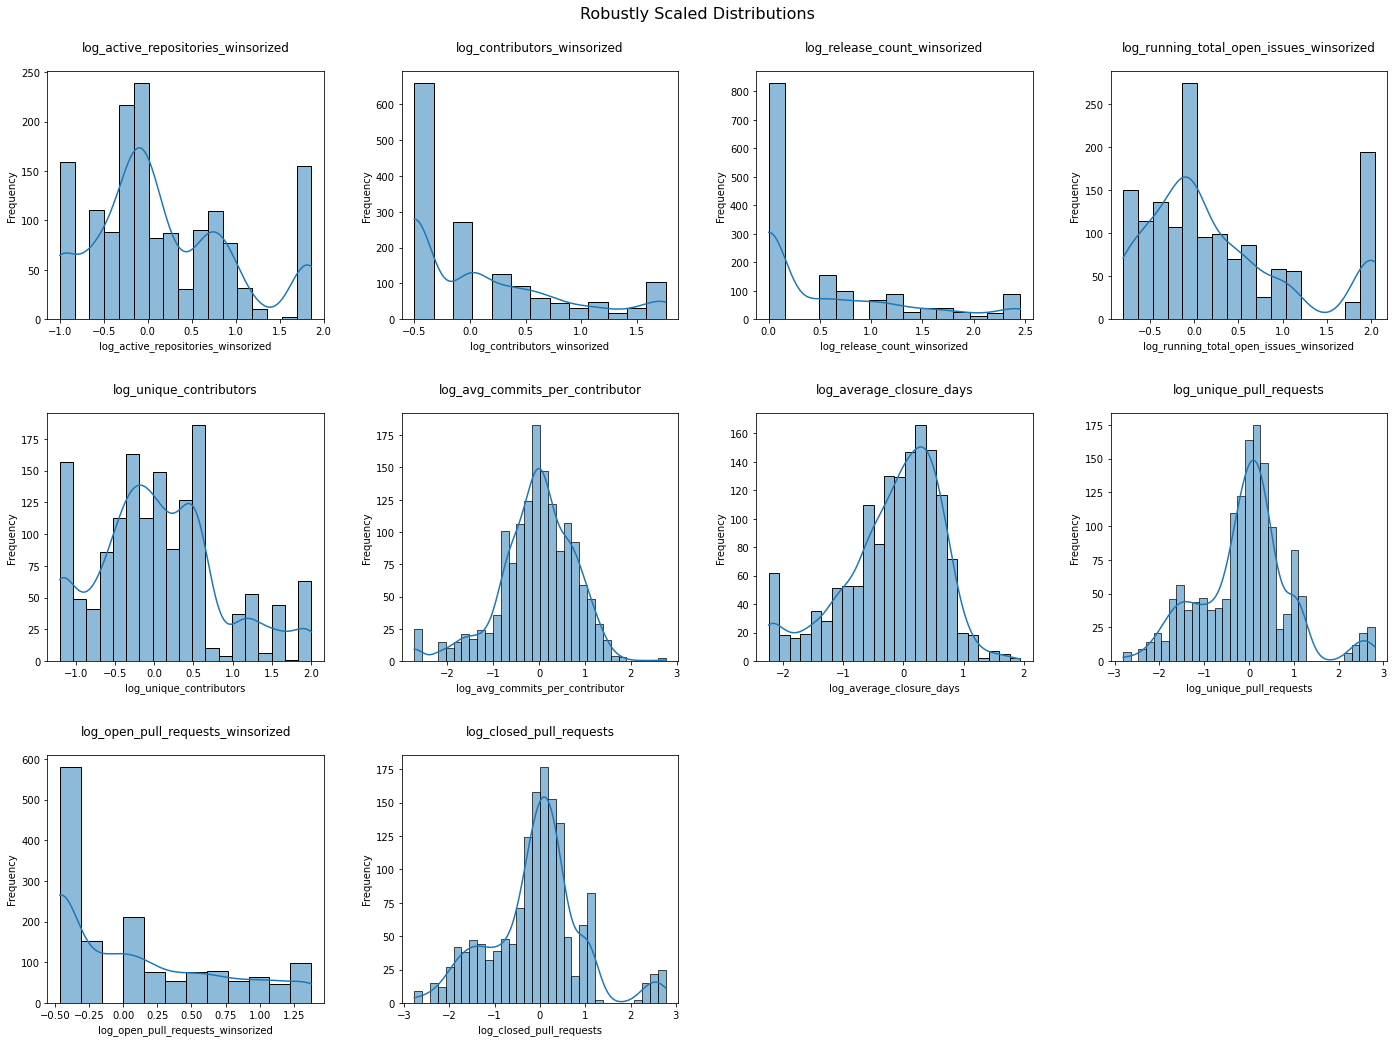 Robustly Scaled Distributions
log_active_repositories_winsorized
log_contributors_winsorized
log_release_count_winsorized
log_running_total_open_issues_winsorized
250
200
150
100
50
0
Frequency
−1.0 −0.5 0.0 0.5 1.0 1.5 2.0
log_active_repositories_winsorized
600
500
400
300
200
100
0
Frequency
−0.5 0.0 0.5 1.0 1.5
log_contributors_winsorized
800
700
600
500
400
300
200
100
0
Frequency
0.0 0.5 1.0 1.5 2.0 2.5
log_release_count_winsorized
250
200
150
100
50
0
Frequency
−0.5 0.0 0.5 1.0 1.5 2.0
log_running_total_open_issues_winsorized
log_unique_contributors
log_avg_commits_per_contributor
log_average_closure_days
log_unique_pull_requests
175
150
125
100
75
50
25
0
Frequency
−1.0 −0.5 0.0 0.5 1.0 1.5 2.0
log_unique_contributors
175
150
125
100
75
50
25
0
Frequency
−2 −1 0 1 2 3
log_avg_commits_per_contributor
160
140
120
100
80
60
40
20
0
Frequency
−2 −1 0 1 2
log_average_closure_days
175
150
125
100
75
50
25
0
Frequency
−3 −2 −1 0 1 2 3
log_unique_pull_requests
log_open_pull_requests_winsorized
log_closed_pull_requests
600
500
400
300
200
100
0
Frequency
−0.50 −0.25 0.00 0.25 0.50 0.75 1.00 1.25
log_open_pull_requests_winsorized
175
150
125
100
75
50
25
0
Frequency
−3 −2 −1 0 1 2 3
log_closed_pull_requests